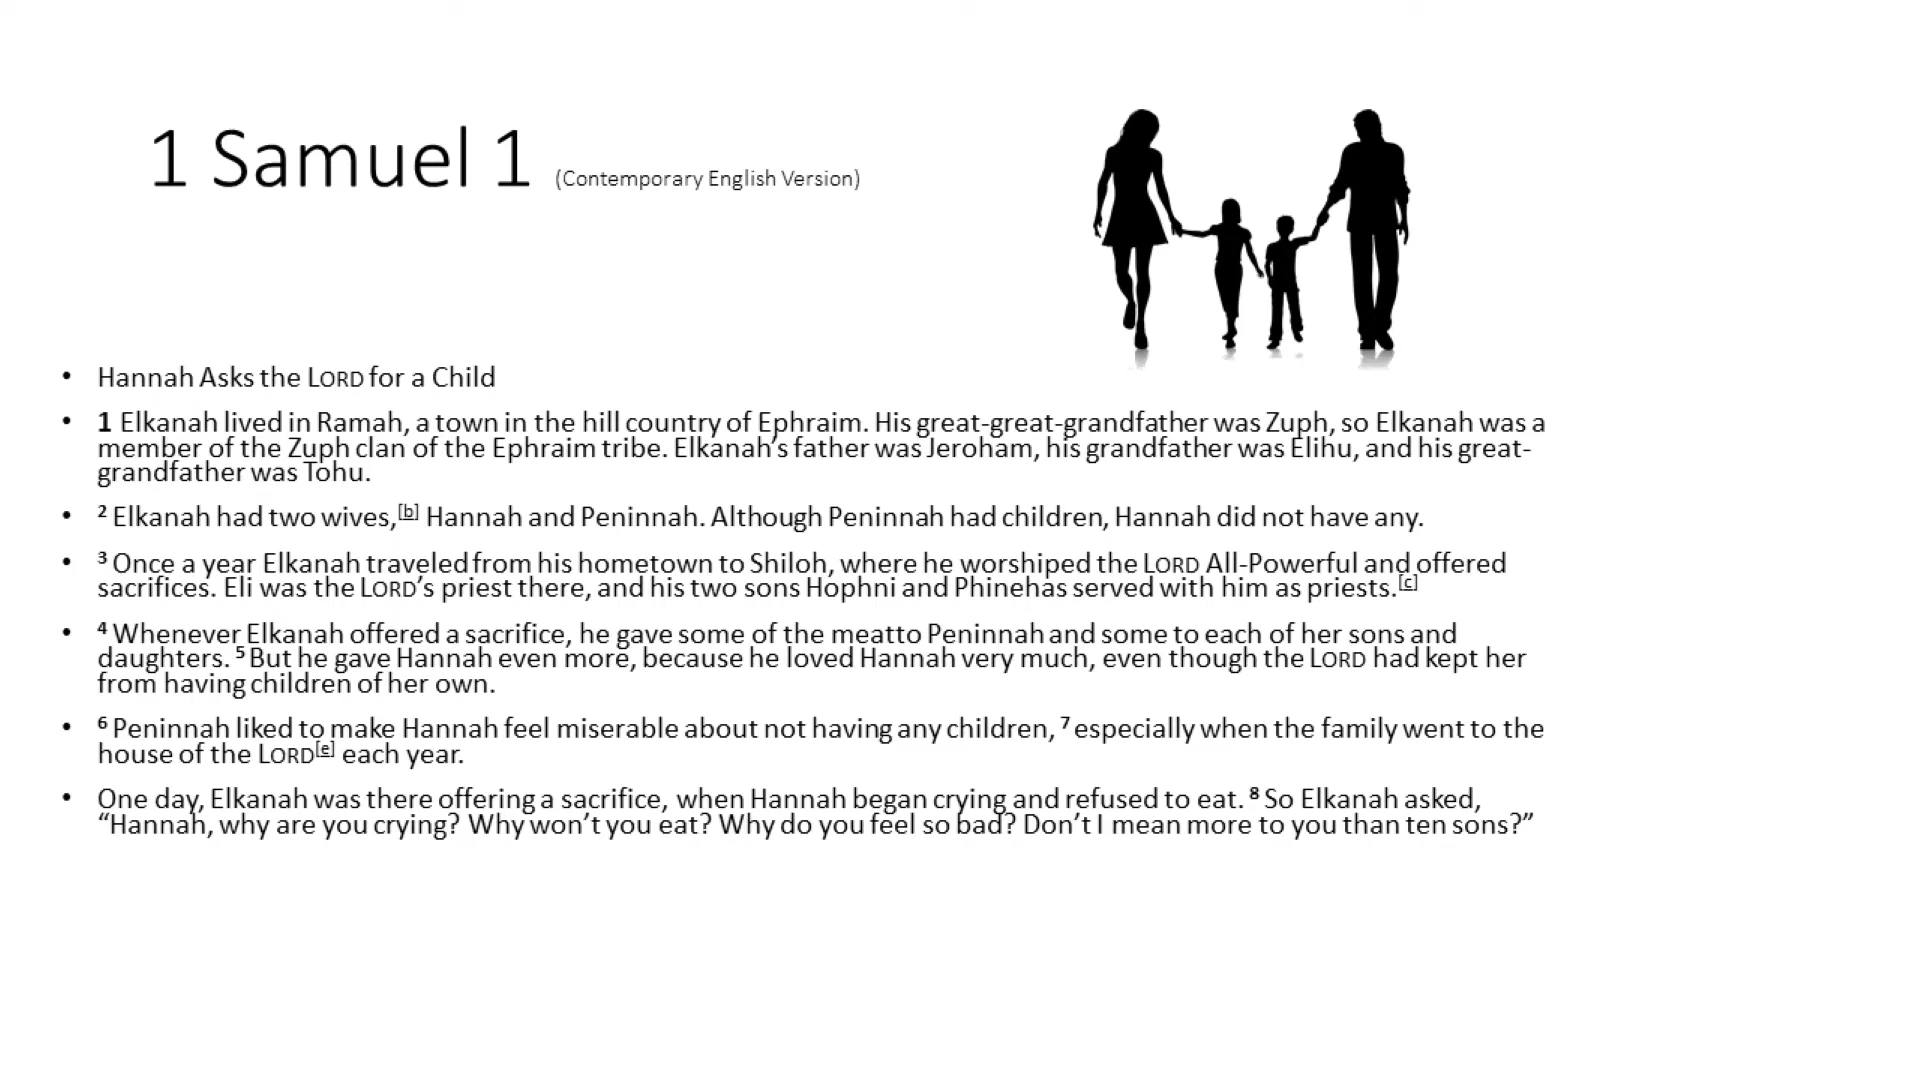 1 Samuel 1 (Contemporary English Version)
• Hannah Asks the LORD for a Child
• 1 Elkanah lived in Ramah, a town in the hill country of Ephraim. His great-great-grandfather was Zuph, so Elkanah was a
member of the Zuph clan of the Ephraim tribe. Elkanah’s father was Jeroham, his grandfather was Elihu, and his great-
grandfather was Tohu.
• ² Elkanah had two wives,[b] Hannah and Peninnah. Although Peninnah had children, Hannah did not have any.
• ³ Once a year Elkanah traveled from his hometown to Shiloh, where he worshiped the LORD All-Powerful and offered
sacrifices. Eli was the LORD’s priest there, and his two sons Hophni and Phinehas served with him as priests.[c]
• ⁴ Whenever Elkanah offered a sacrifice, he gave some of the meatto Peninnah and some to each of her sons and
daughters. ⁵ But he gave Hannah even more, because he loved Hannah very much, even though the LORD had kept her
from having children of her own.
• ⁶ Peninnah liked to make Hannah feel miserable about not having any children, ⁷ especially when the family went to the
house of the LORD[e] each year.
• One day, Elkanah was there offering a sacrifice, when Hannah began crying and refused to eat. ⁸ So Elkanah asked,
“Hannah, why are you crying? Why won’t you eat? Why do you feel so bad? Don’t I mean more to you than ten sons?”